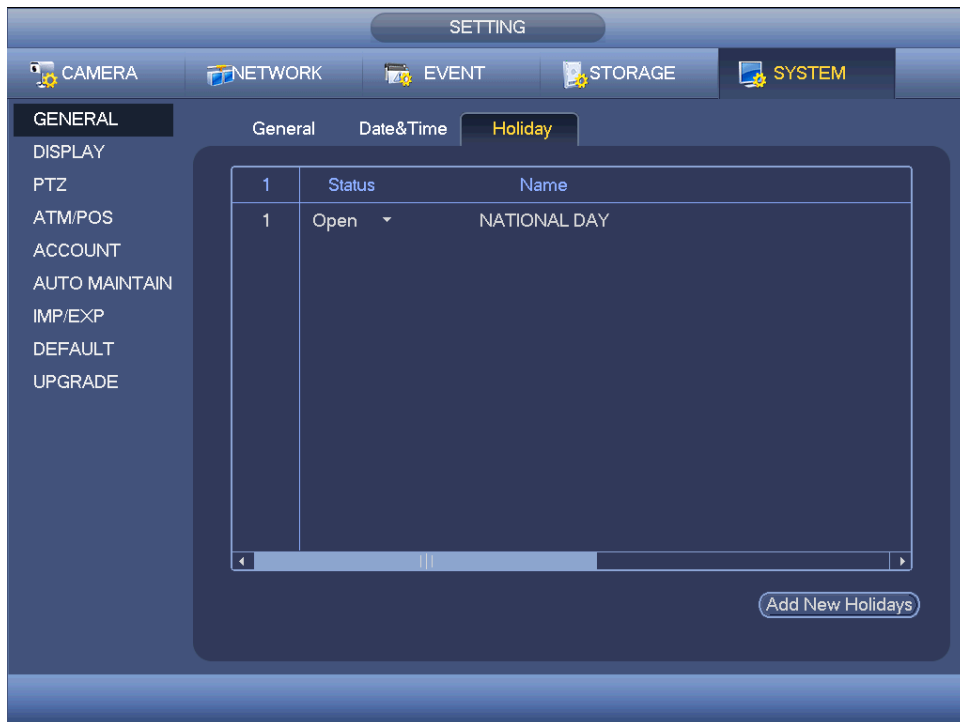 SETTING
CAMERA NETWORK EVENT STORAGE SYSTEM
GENERAL
DISPLAY
PTZ
ATM/POS
ACCOUNT
AUTO MAINTAIN
IMP/EXP
DEFAULT
UPGRADE
General Date&Time Holiday
1 Status Name
1 Open NATIONAL DAY
Add New Holidays